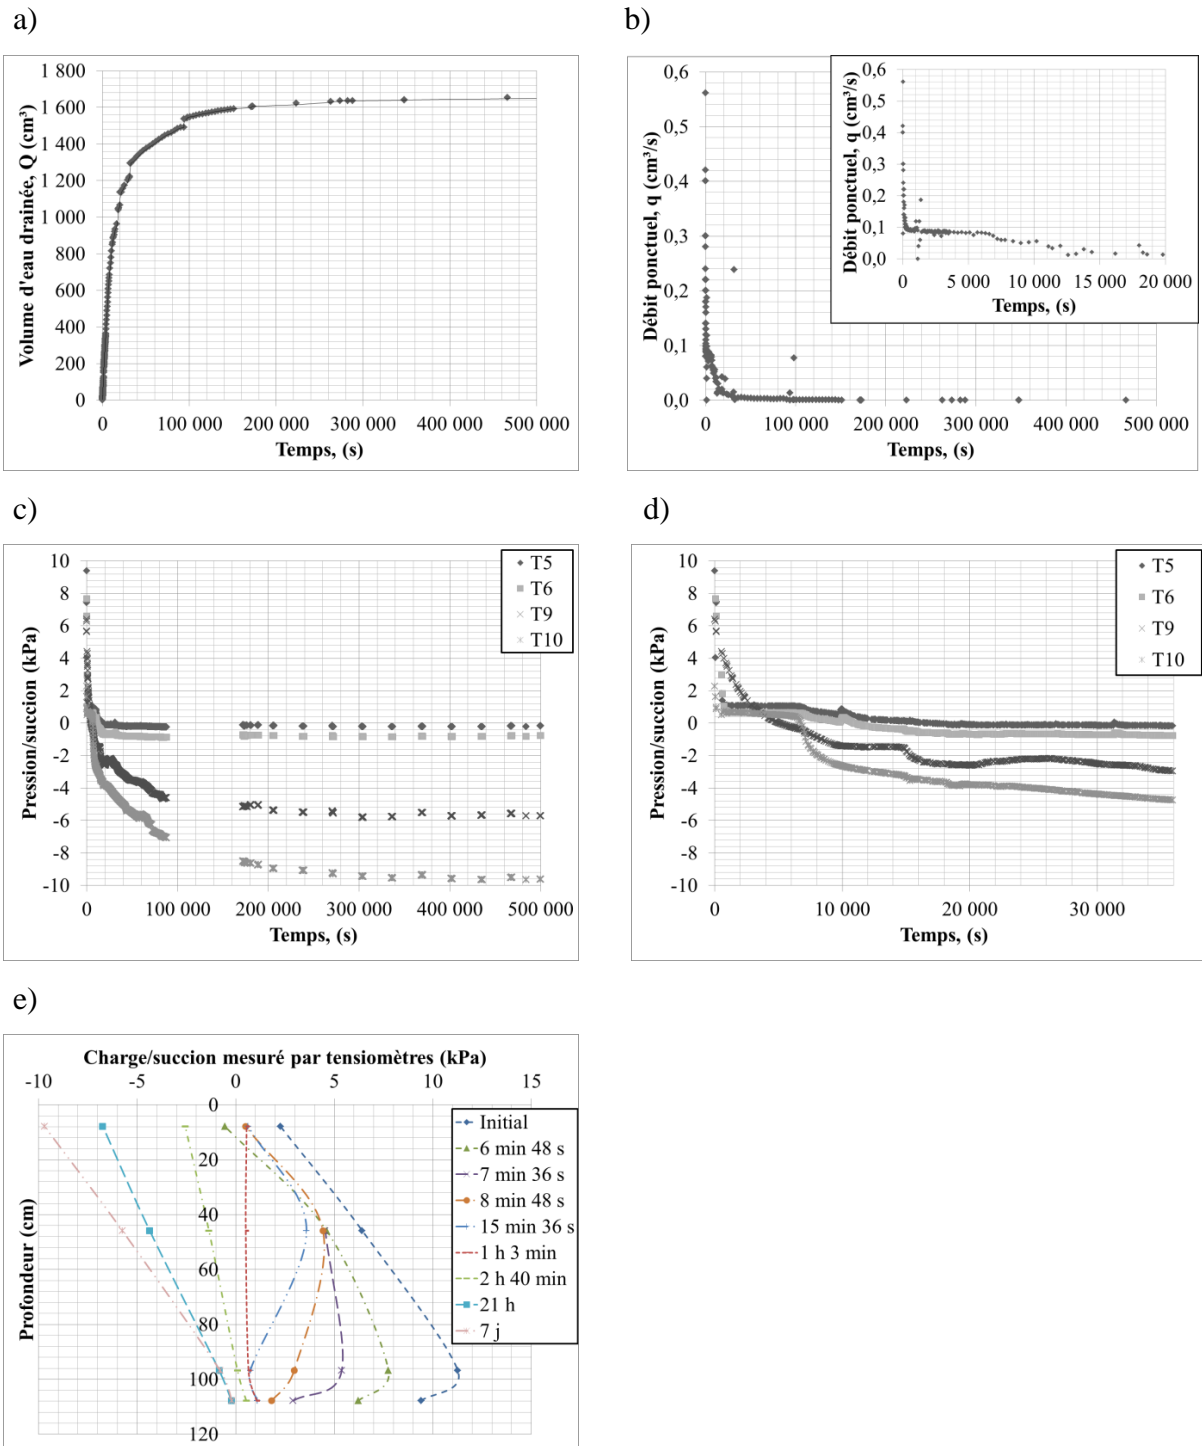 a)
1 800
1 600
1 400
1 200
1 000
800
600
400
200
0
Volume d'eau drainée, Q (cm³)
0
100 000
200 000
300 000
400 000
500 000
Temps, (s)
b)
0,6
0,5
0,4
0,3
0,2
0,1
0,0
Débit ponctuel, q (cm³/s)
0
100 000
200 000
300 000
400 000
500 000
Temps, (s)
0,6
0,5
0,4
0,3
0,2
0,1
0,0
Débit ponctuel, q (cm³/s)
0
5 000
10 000
15 000
20 000
Temps, (s)
c)
10
8
6
4
2
0
-2
-4
-6
-8
-10
Pression/succion (kPa)
0
100 000
200 000
300 000
400 000
500 000
Temps, (s)
T5
T6
T9
T10
d)
10
8
6
4
2
0
-2
-4
-6
-8
-10
Pression/succion (kPa)
0
10 000
20 000
30 000
Temps, (s)
T5
T6
T9
T10
e)
Charge/succion mesuré par tensiomètres (kPa)
-10
-5
0
5
10
15
0
20
40
60
80
100
120
Profondeur (cm)
Initial
6 min 48 s
7 min 36 s
8 min 48 s
15 min 36 s
1 h 3 min
2 h 40 min
21 h
7 j